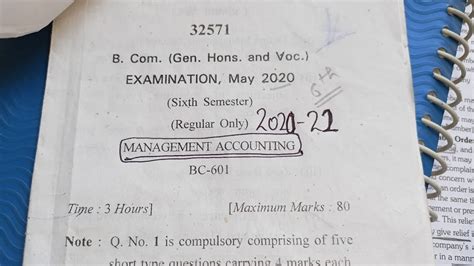 32571
B. Com. (Gen. Hons. and Voc.)
EXAMINATION, May 2020
(Sixth Semester)
6th
(Regular Only) 2021-22
MANAGEMENT ACCOUNTING
BC-601
Time : 3 Hours] [Maximum Marks : 80
Note : Q. No. 1 is compulsory comprising of five
short type questions carrying 4 marks each